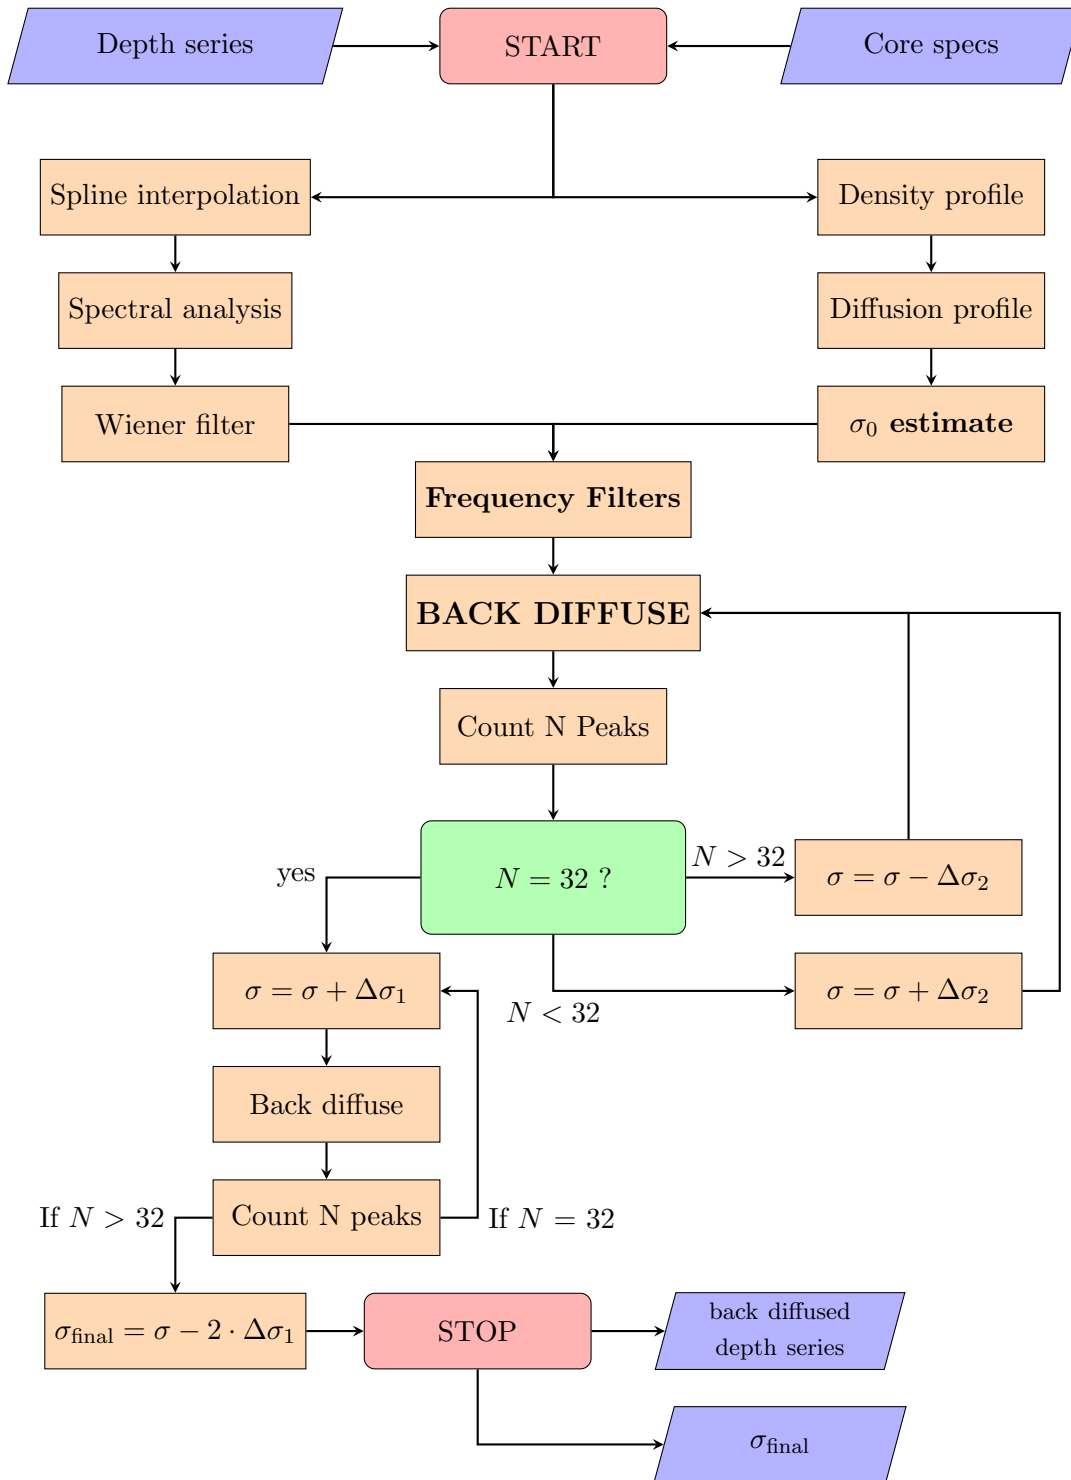 Depth series
START
Core specs
Spline interpolation
Density profile
Spectral analysis
Diffusion profile
Wiener filter
σ₀ estimate
Frequency Filters
BACK DIFFUSE
Count N Peaks
N = 32 ?
N > 32
σ = σ − Δσ₂
yes
σ = σ + Δσ₁
N < 32
σ = σ + Δσ₂
Back diffuse
Count N peaks
If N > 32
If N = 32
σfinal = σ − 2 · Δσ₁
STOP
back diffused
depth series
σfinal